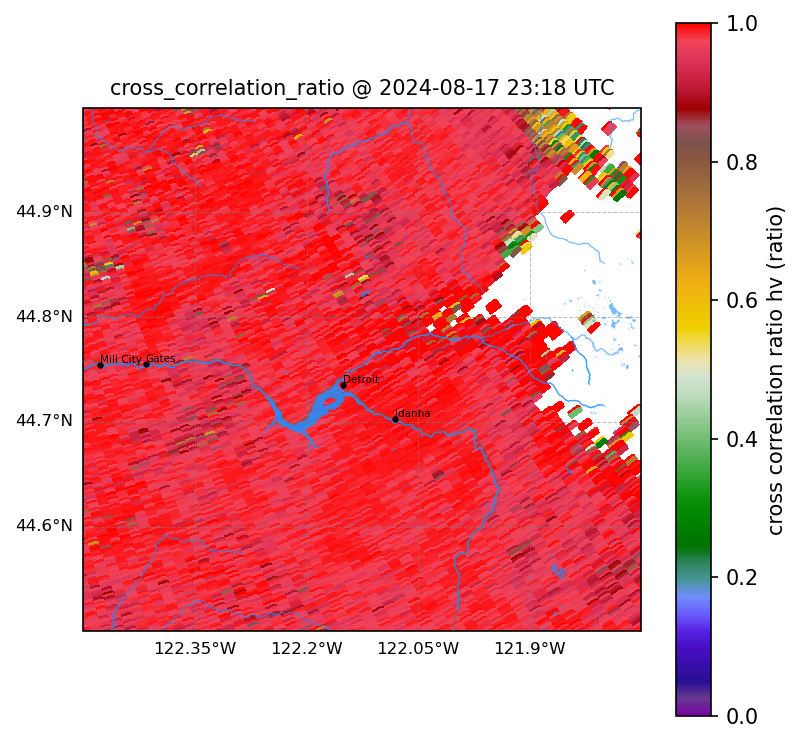 cross_correlation_ratio @ 2024-08-17 23:18 UTC
1.0
0.8
0.6
0.4
0.2
0.0
cross correlation ratio hv (ratio)
44.9°N
44.8°N
44.7°N
44.6°N
Mill City
Gates
Detroit
Idanha
122.35°W
122.2°W
122.05°W
121.9°W